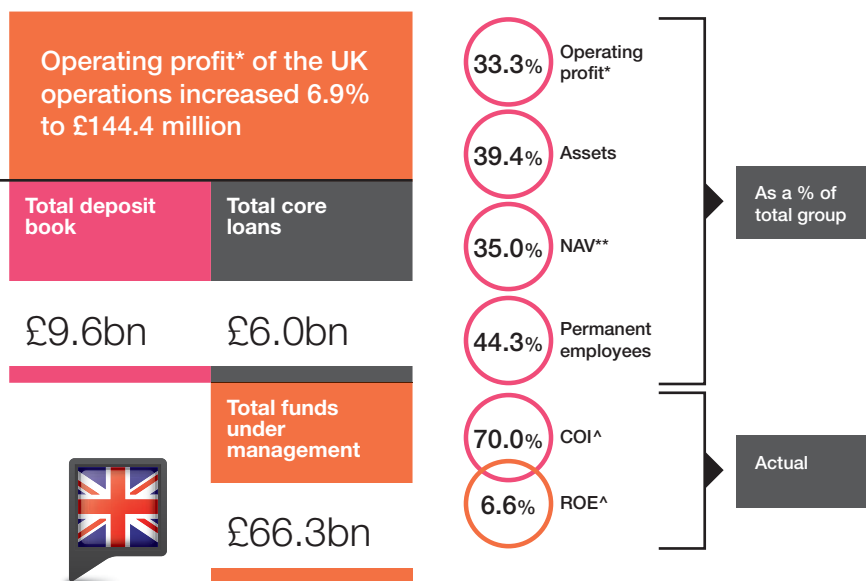 Operating profit* of the UK
operations increased 6.9%
to £144.4 million
Total deposit
book
£9.6bn
Total core
loans
£6.0bn
Total funds
under
management
£66.3bn
33.3%
Operating
profit*
39.4%
Assets
35.0%
NAV**
44.3%
Permanent
employees
As a % of
total group
70.0%
COI^
6.6%
ROE^
Actual